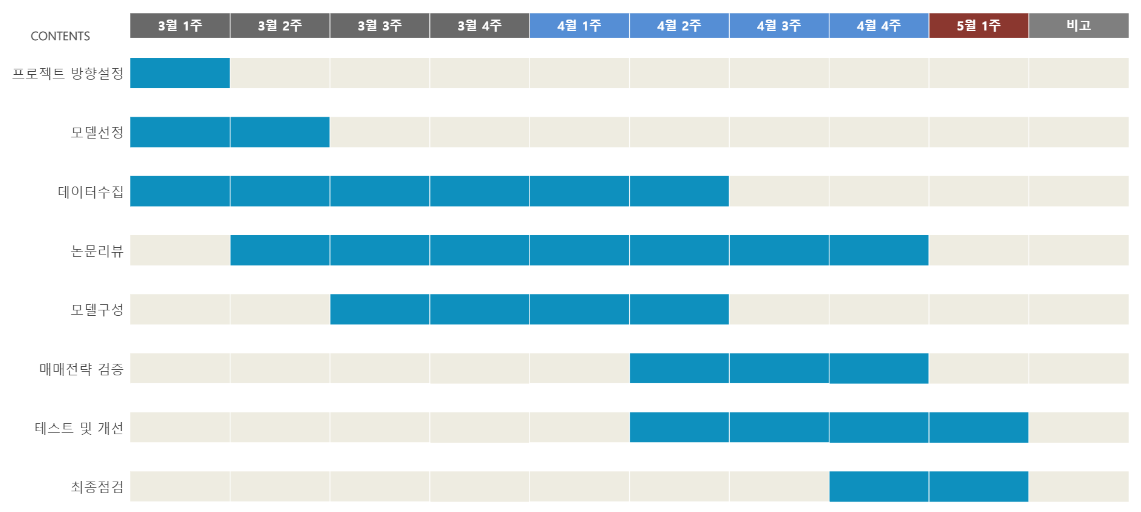 CONTENTS 3월 1주 3월 2주 3월 3주 3월 4주 4월 1주 4월 2주 4월 3주 4월 4주 5월 1주 비고
프로젝트 방향설정
모델선정
데이터수집
논문리뷰
모델구성
매매전략 검증
테스트 및 개선
최종점검